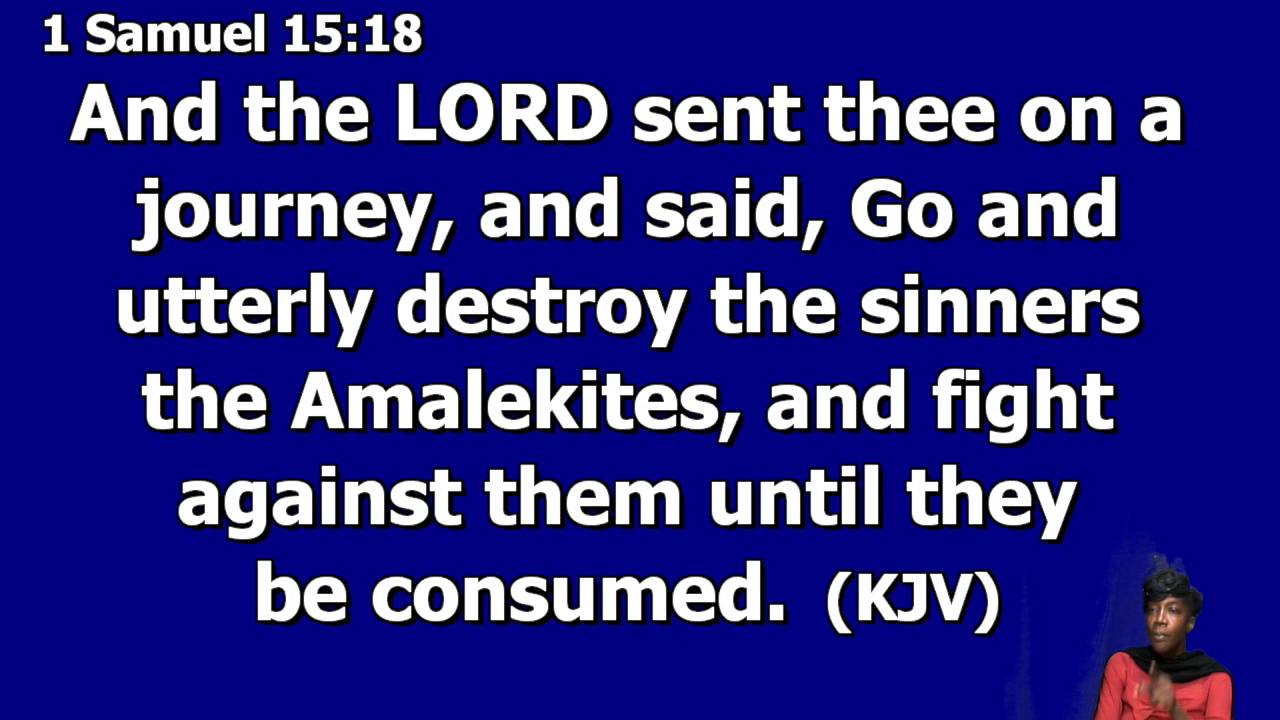 1 Samuel 15:18
And the LORD sent thee on a
journey, and said, Go and
utterly destroy the sinners
the Amalekites, and fight
against them until they
be consumed. (KJV)